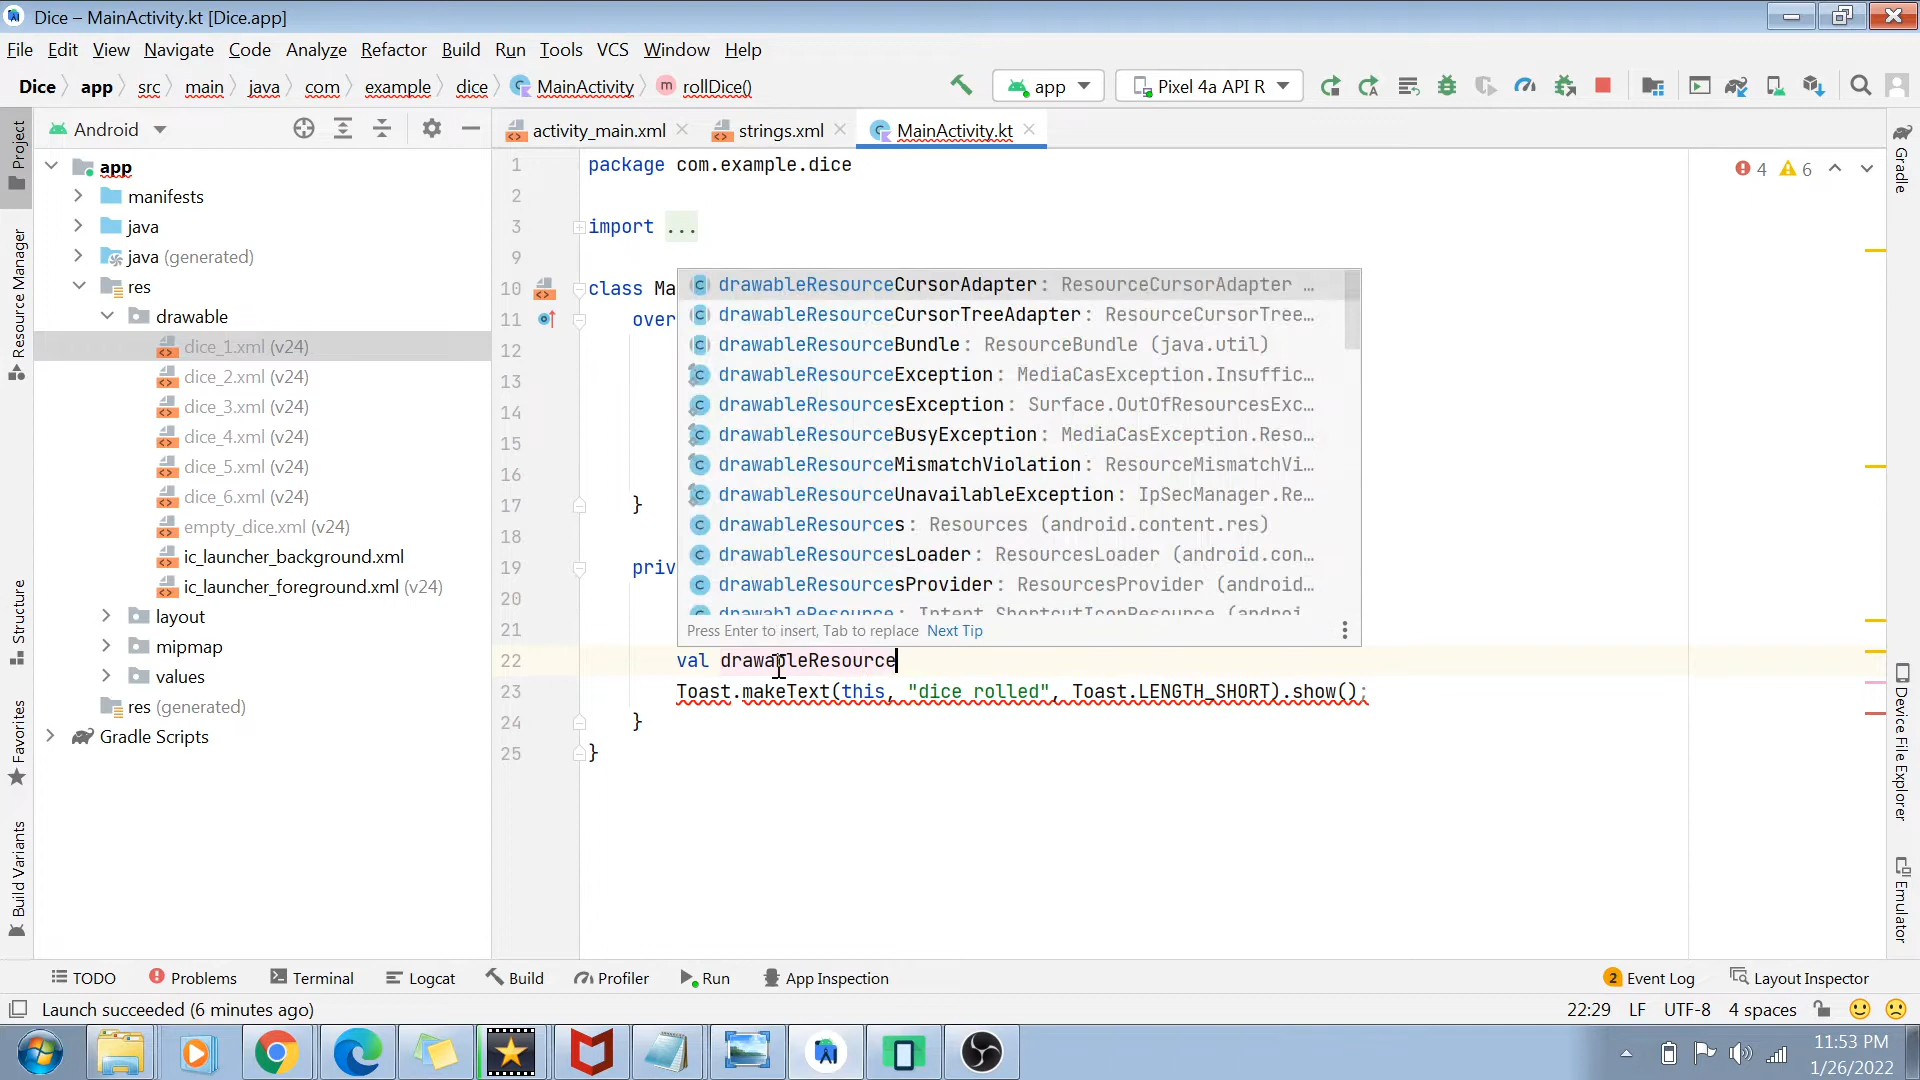 Dice – MainActivity.kt [Dice.app]
File Edit View Navigate Code Analyze Refactor Build Run Tools VCS Window Help
Dice app src main java com example dice MainActivity rollDice() app Pixel 4a API R
Android
activity_main.xml strings.xml MainActivity.kt
Project
Resource Manager
Structure
Favorites
Build Variants
app
manifests
java
java (generated)
res
drawable
dice_1.xml (v24)
dice_2.xml (v24)
dice_3.xml (v24)
dice_4.xml (v24)
dice_5.xml (v24)
dice_6.xml (v24)
empty_dice.xml (v24)
ic_launcher_background.xml
ic_launcher_foreground.xml (v24)
layout
mipmap
values
res (generated)
Gradle Scripts
1 package com.example.dice
4 6
2
3 import ...
9
10 class Ma
11 over
12
13
14
15
16
17 }
18
19 priv
20
21
22 val drawableResource
23 Toast.makeText(this, "dice rolled", Toast.LENGTH_SHORT).show();
24 }
25 }
drawableResourceCursorAdapter: ResourceCursorAdapter …
drawableResourceCursorTreeAdapter: ResourceCursorTree…
drawableResourceBundle: ResourceBundle (java.util)
drawableResourceException: MediaCasException.Insuffic…
drawableResourcesException: Surface.OutOfResourcesExc…
drawableResourceBusyException: MediaCasException.Reso…
drawableResourceMismatchViolation: ResourceMismatchVi…
drawableResourceUnavailableException: IpSecManager.Re…
drawableResources: Resources (android.content.res)
drawableResourcesLoader: ResourcesLoader (android.con…
drawableResourcesProvider: ResourcesProvider (android…
drawableResource: Intent.ShortcutIconResource (androi…
Press Enter to insert, Tab to replace Next Tip
Gradle
Device File Explorer
Emulator
TODO Problems Terminal Logcat Build Profiler Run App Inspection 2 Event Log Layout Inspector
Launch succeeded (6 minutes ago) 22:29 LF UTF-8 4 spaces
11:53 PM
1/26/2022